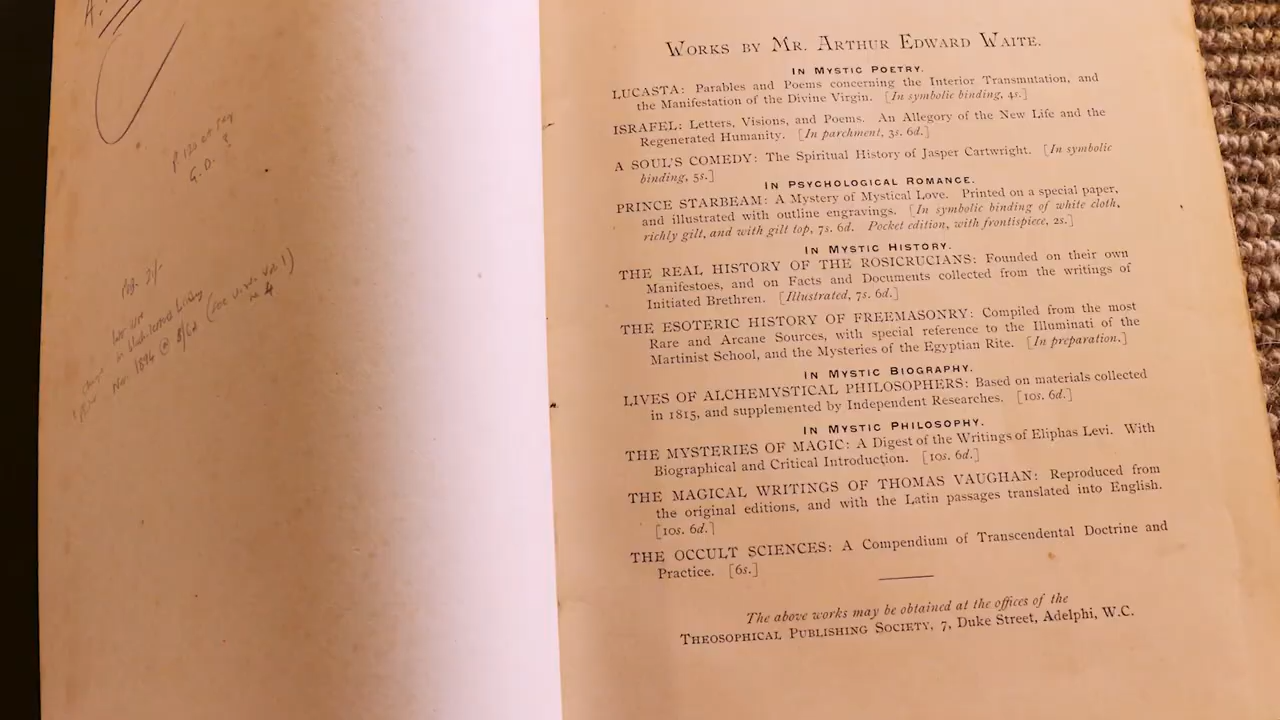 G. D. ?
Nov. 1896 @ 8/6d (see
no. 4
WORKS BY MR. ARTHUR EDWARD WAITE.
IN MYSTIC POETRY.
LUCASTA: Parables and Poems concerning the Interior Transmutation, and
the Manifestation of the Divine Virgin. [In symbolic binding, 4s.]
ISRAFEL: Letters, Visions, and Poems. An Allegory of the New Life and the
Regenerated Humanity. [In parchment, 3s. 6d.]
A SOUL'S COMEDY: The Spiritual History of Jasper Cartwright. [In symbolic
binding, 5s.]
IN PSYCHOLOGICAL ROMANCE.
PRINCE STARBEAM: A Mystery of Mystical Love. Printed on a special paper,
and illustrated with outline engravings. [In symbolic binding of white cloth,
richly gilt, and with gilt top, 7s. 6d. Pocket edition, with frontispiece, 2s.]
IN MYSTIC HISTORY.
THE REAL HISTORY OF THE ROSICRUCIANS: Founded on their own
Manifestoes, and on Facts and Documents collected from the writings of
Initiated Brethren. [Illustrated, 7s. 6d.]
THE ESOTERIC HISTORY OF FREEMASONRY: Compiled from the most
Rare and Arcane Sources, with special reference to the Illuminati of the
Martinist School, and the Mysteries of the Egyptian Rite. [In preparation.]
IN MYSTIC BIOGRAPHY.
LIVES OF ALCHEMYSTICAL PHILOSOPHERS: Based on materials collected
in 1815, and supplemented by Independent Researches. [10s. 6d.]
IN MYSTIC PHILOSOPHY.
THE MYSTERIES OF MAGIC: A Digest of the Writings of Eliphas Levi. With
Biographical and Critical Introduction. [10s. 6d.]
THE MAGICAL WRITINGS OF THOMAS VAUGHAN: Reproduced from
the original editions, and with the Latin passages translated into English.
[10s. 6d.]
THE OCCULT SCIENCES: A Compendium of Transcendental Doctrine and
Practice. [6s.]
The above works may be obtained at the offices of the
THEOSOPHICAL PUBLISHING SOCIETY, 7, Duke Street, Adelphi, W.C.